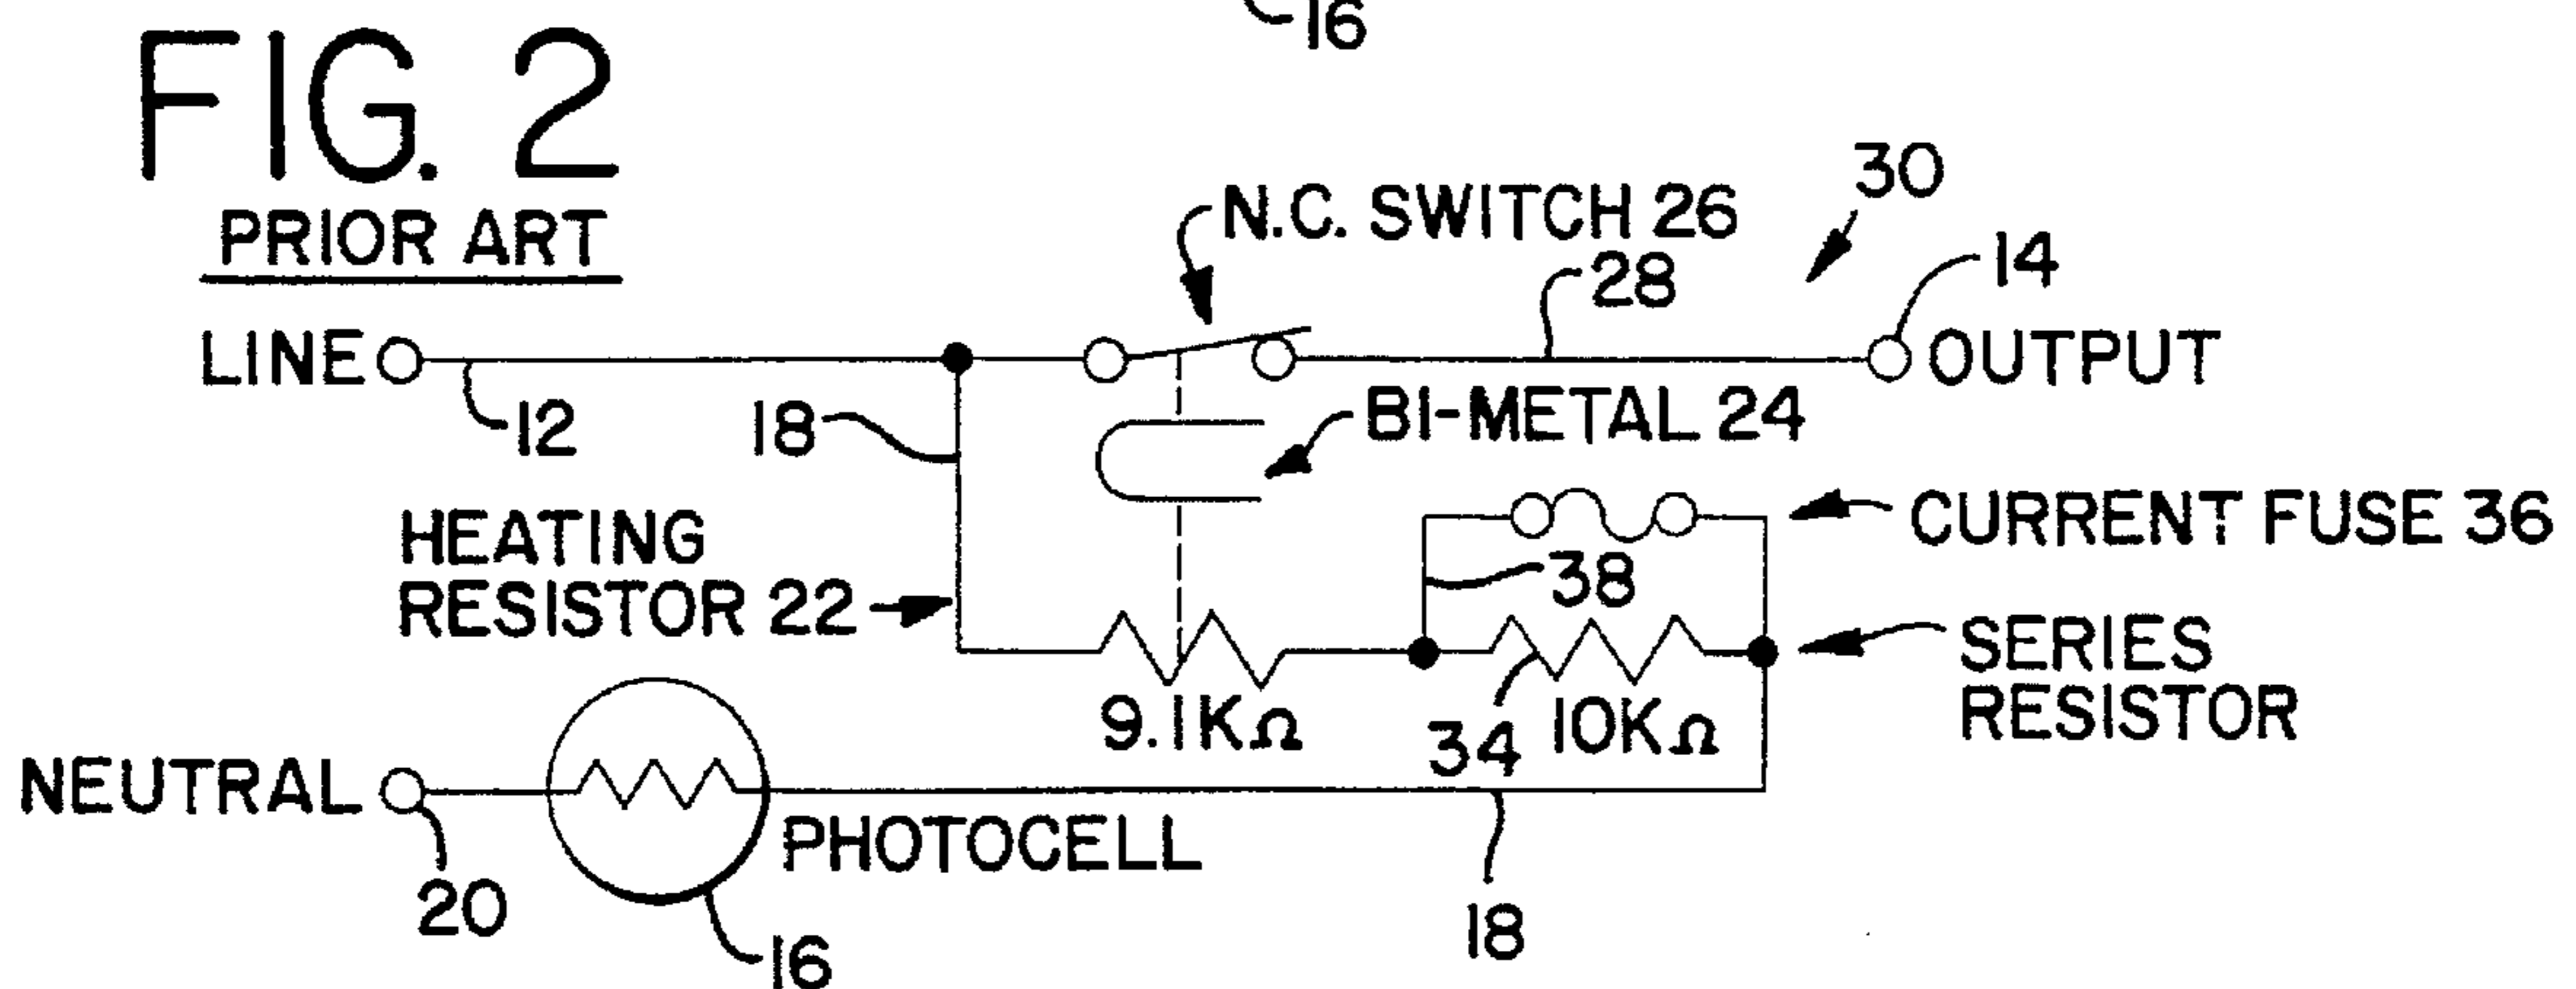 16
FIG. 2
PRIOR ART
30
N.C. SWITCH 26
28
14
LINE
OUTPUT
12
18
BI-METAL 24
HEATING
RESISTOR 22
CURRENT FUSE 36
38
SERIES
RESISTOR
9.1KΩ
34
10KΩ
NEUTRAL
PHOTOCELL
20
16
18